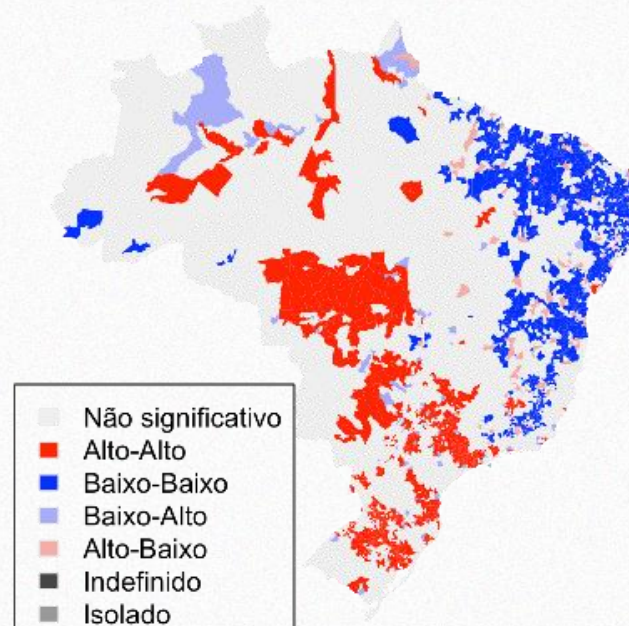 Não significativo
Alto-Alto
Baixo-Baixo
Baixo-Alto
Alto-Baixo
Indefinido
Isolado